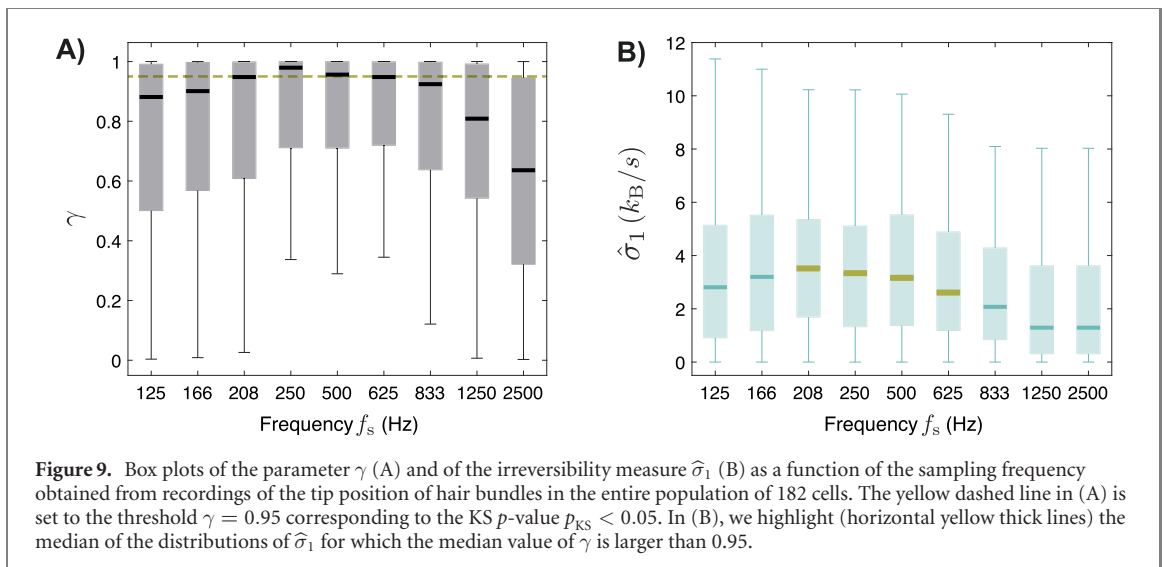 A)
1
0.8
0.6
0.4
0.2
0
γ
125 166 208 250 500 625 833 1250 2500
Frequency fₛ (Hz)
B)
12
10
8
6
4
2
0
σ̂₁ (k_B/s)
125 166 208 250 500 625 833 1250 2500
Frequency fₛ (Hz)
Figure 9. Box plots of the parameter γ (A) and of the irreversibility measure σ̂₁ (B) as a function of the sampling frequency
obtained from recordings of the tip position of hair bundles in the entire population of 182 cells. The yellow dashed line in (A) is
set to the threshold γ = 0.95 corresponding to the KS p-value p_KS < 0.05. In (B), we highlight (horizontal yellow thick lines) the
median of the distributions of σ̂₁ for which the median value of γ is larger than 0.95.